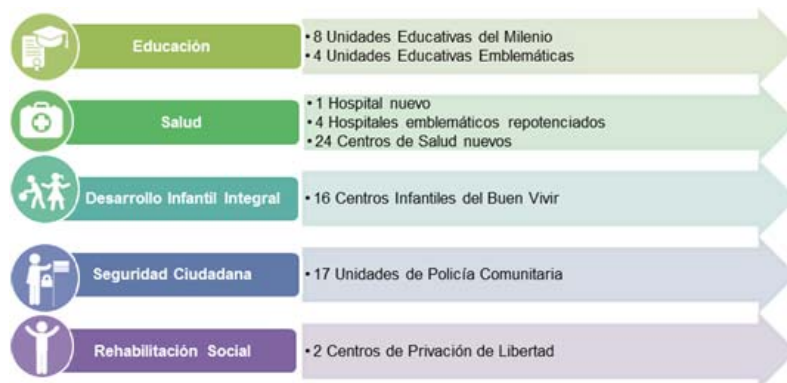 Educación
• 8 Unidades Educativas del Milenio
• 4 Unidades Educativas Emblemáticas
Salud
• 1 Hospital nuevo
• 4 Hospitales emblemáticos repotenciados
• 24 Centros de Salud nuevos
Desarrollo Infantil Integral
• 16 Centros Infantiles del Buen Vivir
Seguridad Ciudadana
• 17 Unidades de Policía Comunitaria
Rehabilitación Social
• 2 Centros de Privación de Libertad